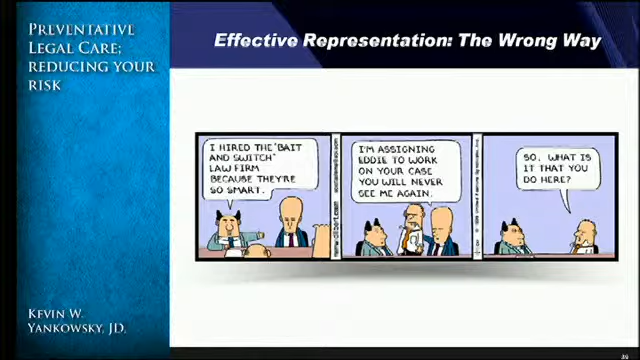 PREVENTATIVE
LEGAL CARE;
REDUCING YOUR
RISK
Effective Representation: The Wrong Way
I HIRED THE "BAIT
AND SWITCH"
LAW FIRM
BECAUSE THEY'RE
SO SMART.
I'M ASSIGNING
EDDIE TO WORK
ON YOUR CASE
YOU WILL NEVER
SEE ME AGAIN.
SO, WHAT IS
IT THAT YOU
DO HERE?
KEVIN W.
YANKOWSKY, JD.
39